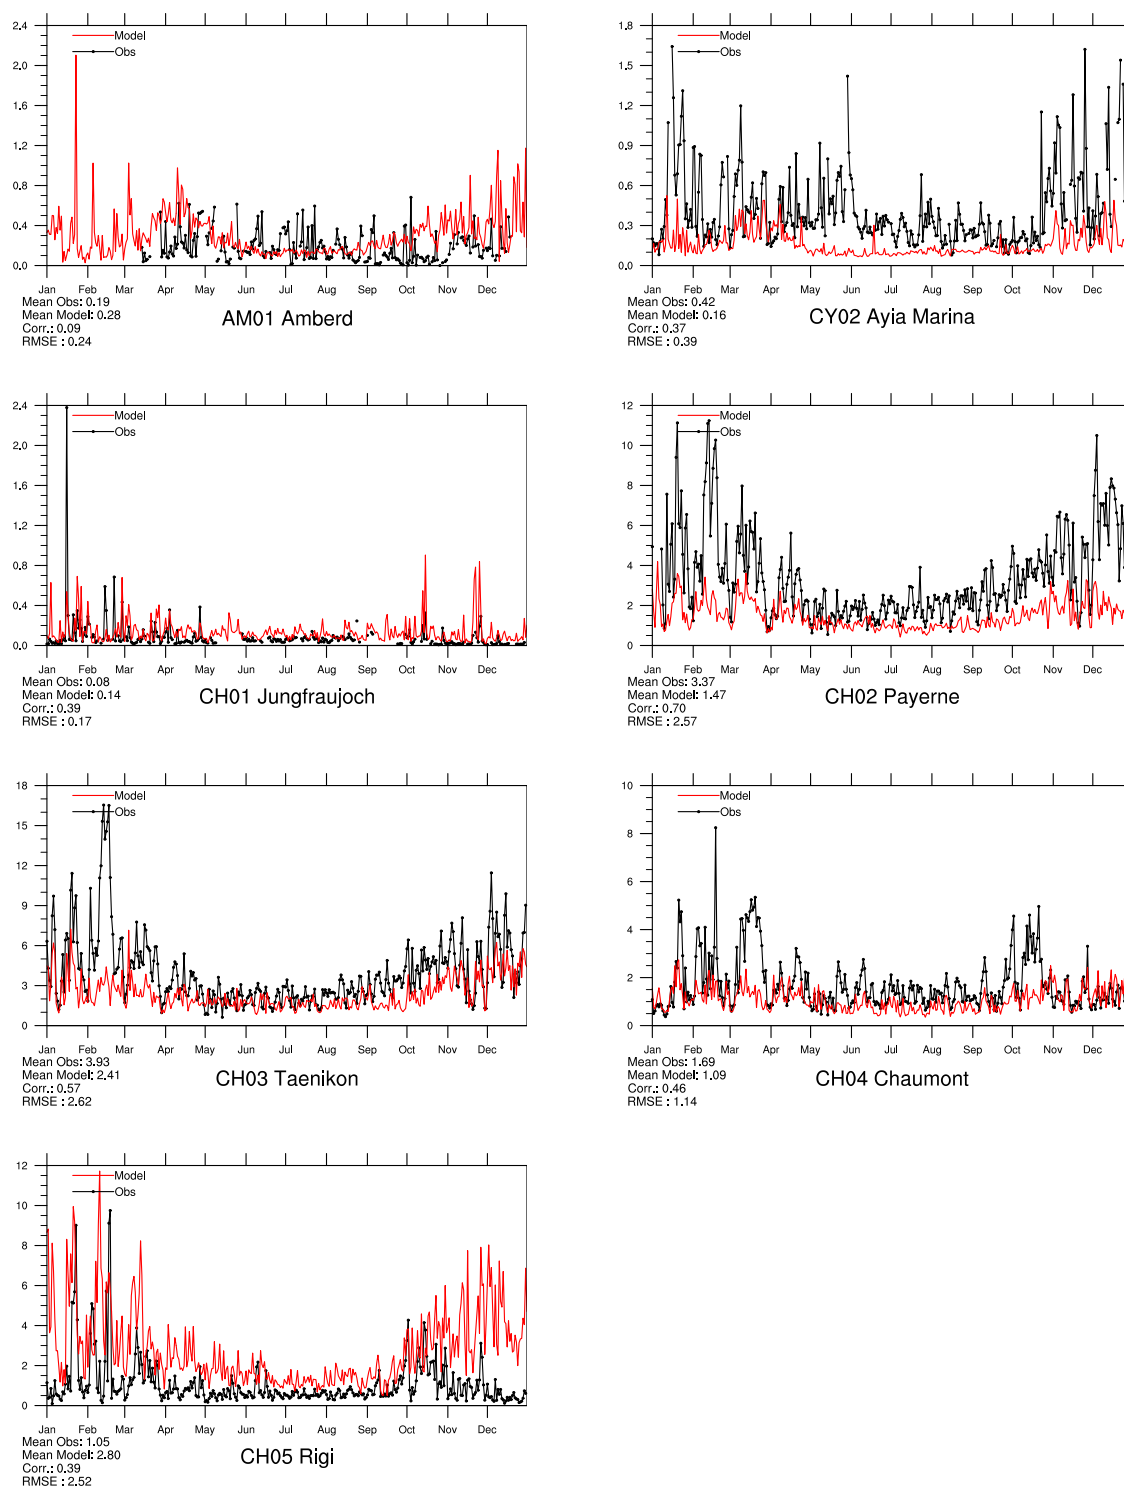 2.4
2.0
1.6
1.2
0.8
0.4
0.0
Model
Obs
Jan Feb Mar Apr May Jun Jul Aug Sep Oct Nov Dec
Mean Obs: 0.19
Mean Model: 0.28
Corr.: 0.09
RMSE : 0.24
AM01 Amberd
1.8
1.5
1.2
0.9
0.6
0.3
0.0
Model
Obs
Jan Feb Mar Apr May Jun Jul Aug Sep Oct Nov Dec
Mean Obs: 0.42
Mean Model: 0.16
Corr.: 0.37
RMSE : 0.39
CY02 Ayia Marina
2.4
2.0
1.6
1.2
0.8
0.4
0.0
Model
Obs
Jan Feb Mar Apr May Jun Jul Aug Sep Oct Nov Dec
Mean Obs: 0.08
Mean Model: 0.14
Corr.: 0.39
RMSE : 0.17
CH01 Jungfraujoch
12
10
8
6
4
2
0
Model
Obs
Jan Feb Mar Apr May Jun Jul Aug Sep Oct Nov Dec
Mean Obs: 3.37
Mean Model: 1.47
Corr.: 0.70
RMSE : 2.57
CH02 Payerne
18
15
12
9
6
3
0
Model
Obs
Jan Feb Mar Apr May Jun Jul Aug Sep Oct Nov Dec
Mean Obs: 3.93
Mean Model: 2.41
Corr.: 0.57
RMSE : 2.62
CH03 Taenikon
10
8
6
4
2
0
Model
Obs
Jan Feb Mar Apr May Jun Jul Aug Sep Oct Nov Dec
Mean Obs: 1.69
Mean Model: 1.09
Corr.: 0.46
RMSE : 1.14
CH04 Chaumont
12
10
8
6
4
2
0
Model
Obs
Jan Feb Mar Apr May Jun Jul Aug Sep Oct Nov Dec
Mean Obs: 1.05
Mean Model: 2.80
Corr.: 0.39
RMSE : 2.52
CH05 Rigi